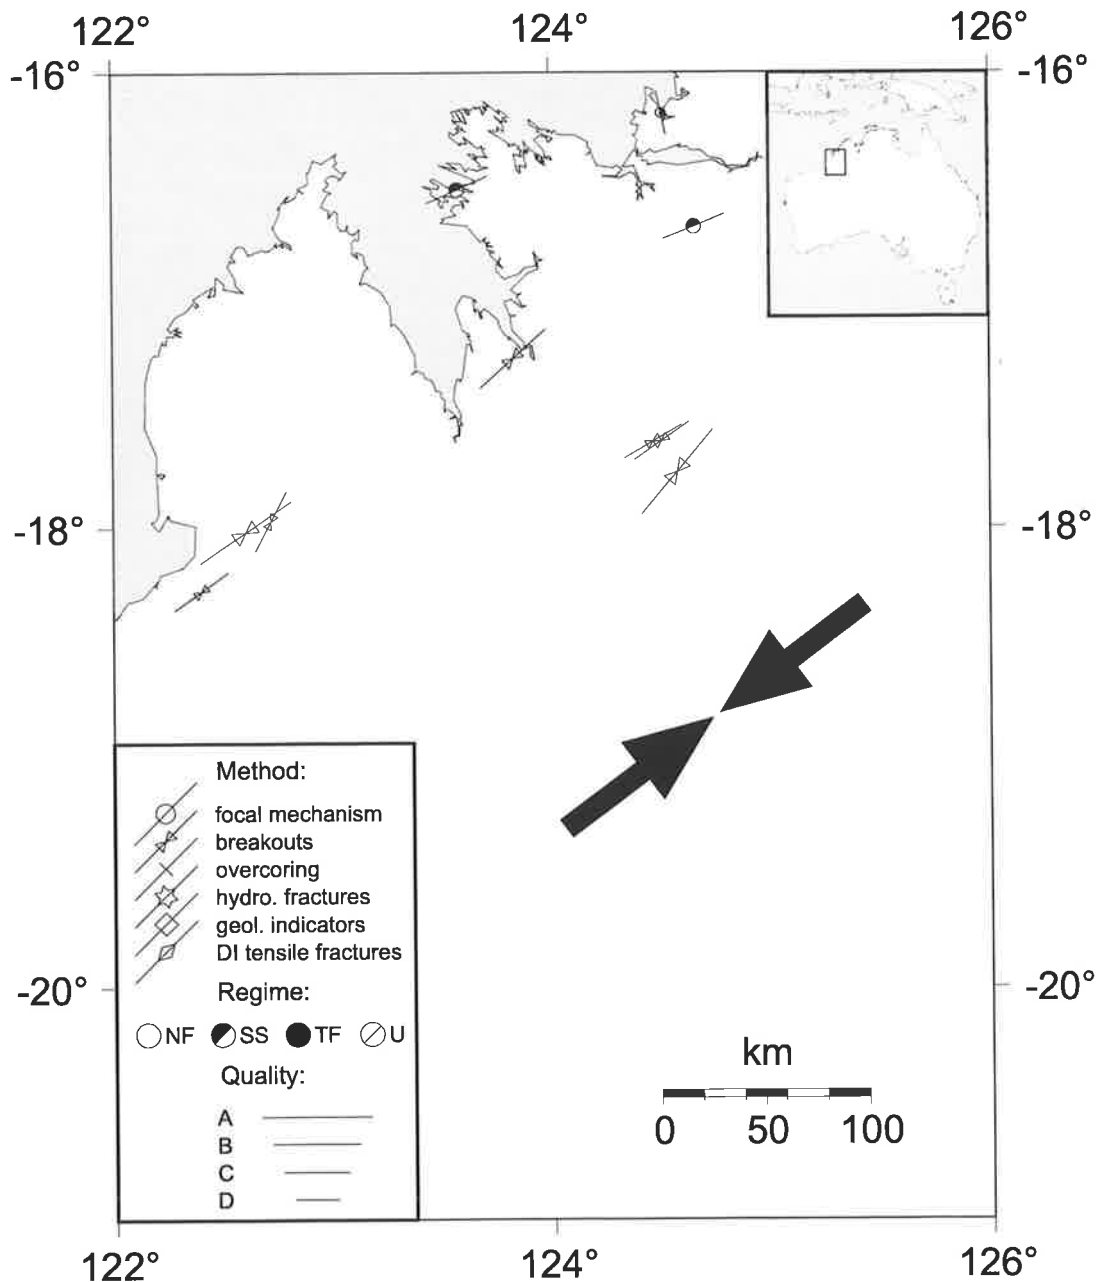 122° 124° 126°
-16° -16°
-18° -18°
Method:
focal mechanism
breakouts
overcoring
hydro. fractures
geol. indicators
DI tensile fractures
-20° -20°
Regime:
NF SS TF U
Quality:
A
B
C
D
km
0 50 100
122° 124° 126°